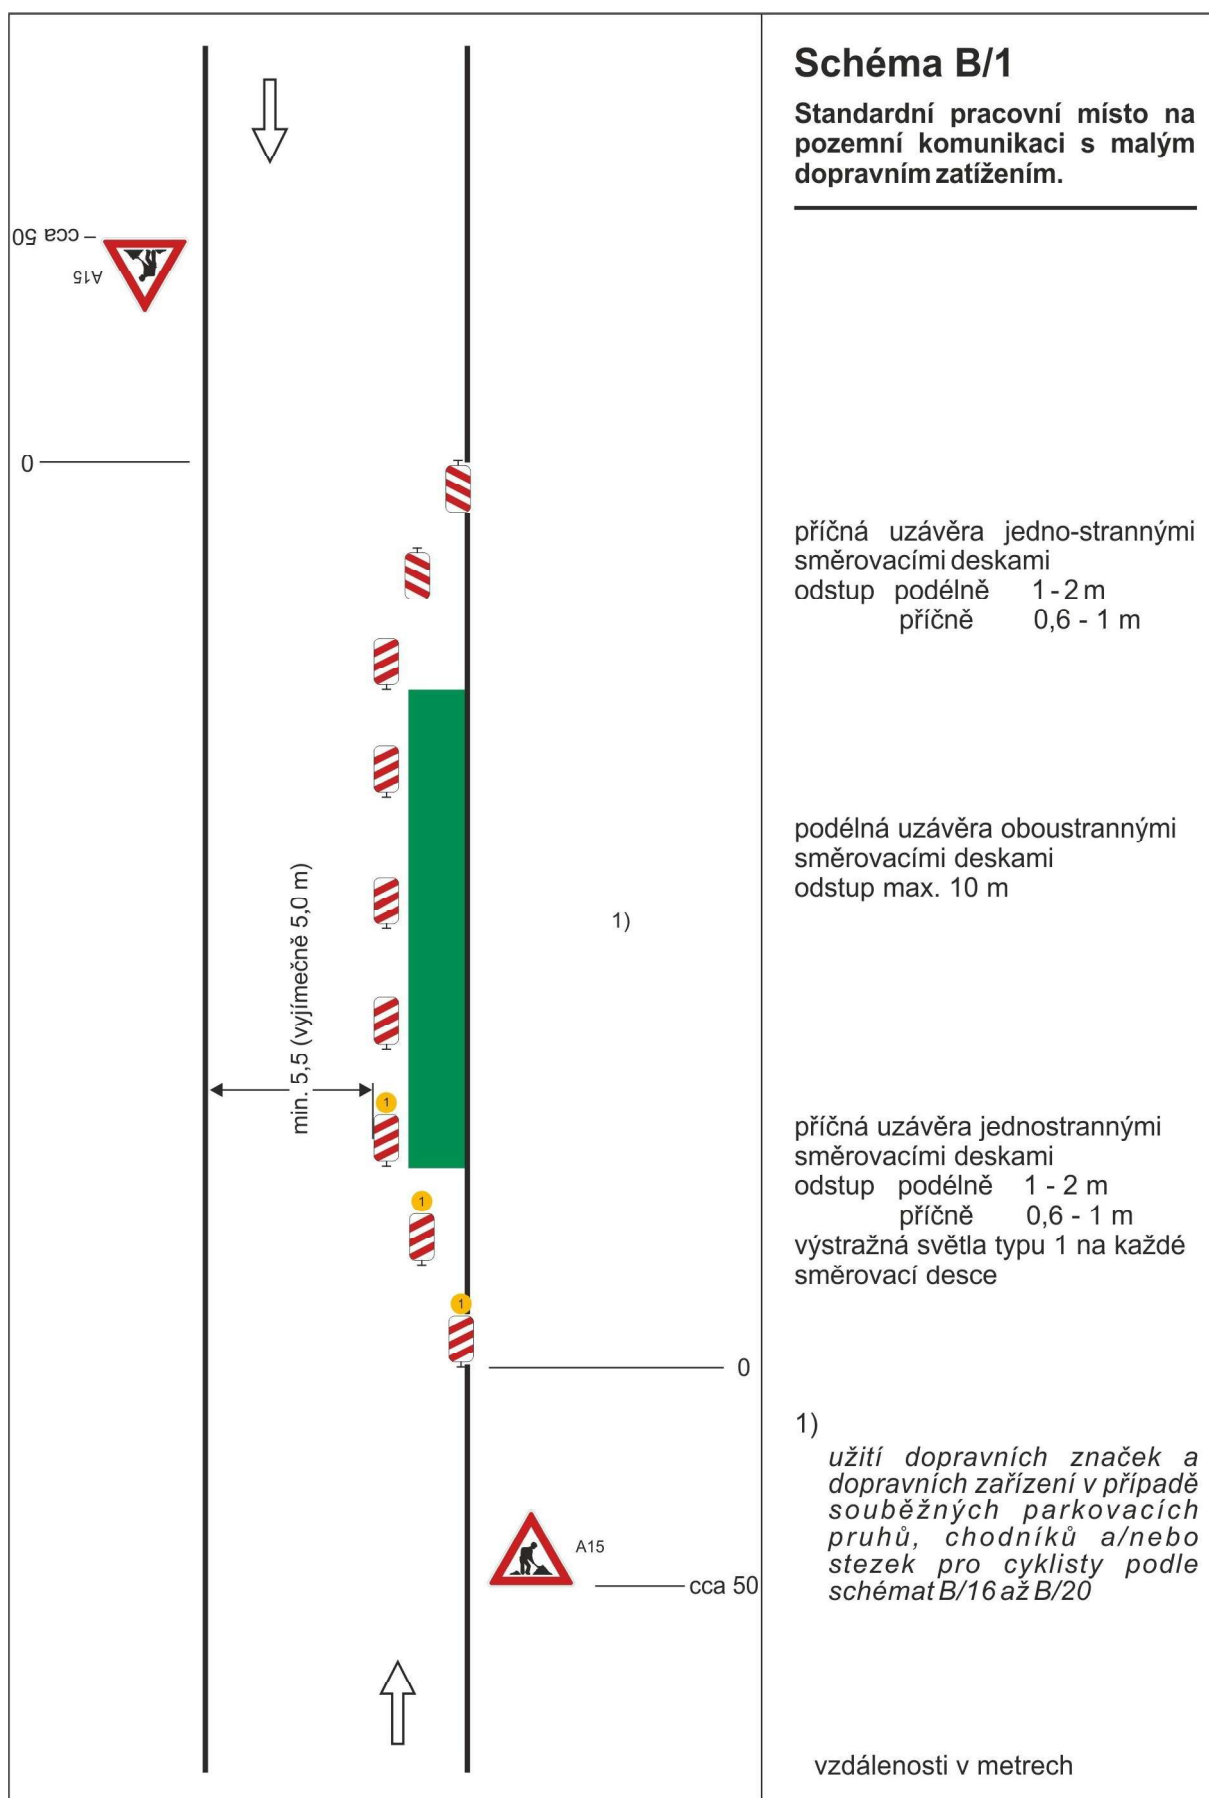 Schéma B/1
Standardní pracovní místo na
pozemní komunikaci s malým
dopravním zatížením.
cca 50
A15
0
příčná uzávěra jedno-strannými
směrovacími deskami
odstup podélně 1 - 2 m
příčně 0,6 - 1 m
podélná uzávěra oboustrannými
směrovacími deskami
odstup max. 10 m
1)
min. 5,5 (vyjímečně 5,0 m)
1
1
1
příčná uzávěra jednostrannými
směrovacími deskami
odstup podélně 1 - 2 m
příčně 0,6 - 1 m
výstražná světla typu 1 na každé
směrovací desce
0
A15
cca 50
1)
užití dopravních značek a
dopravních zařízení v případě
souběžných parkovacích
pruhů, chodníků a/nebo
stezek pro cyklisty podle
schémat B/16 až B/20
vzdálenosti v metrech